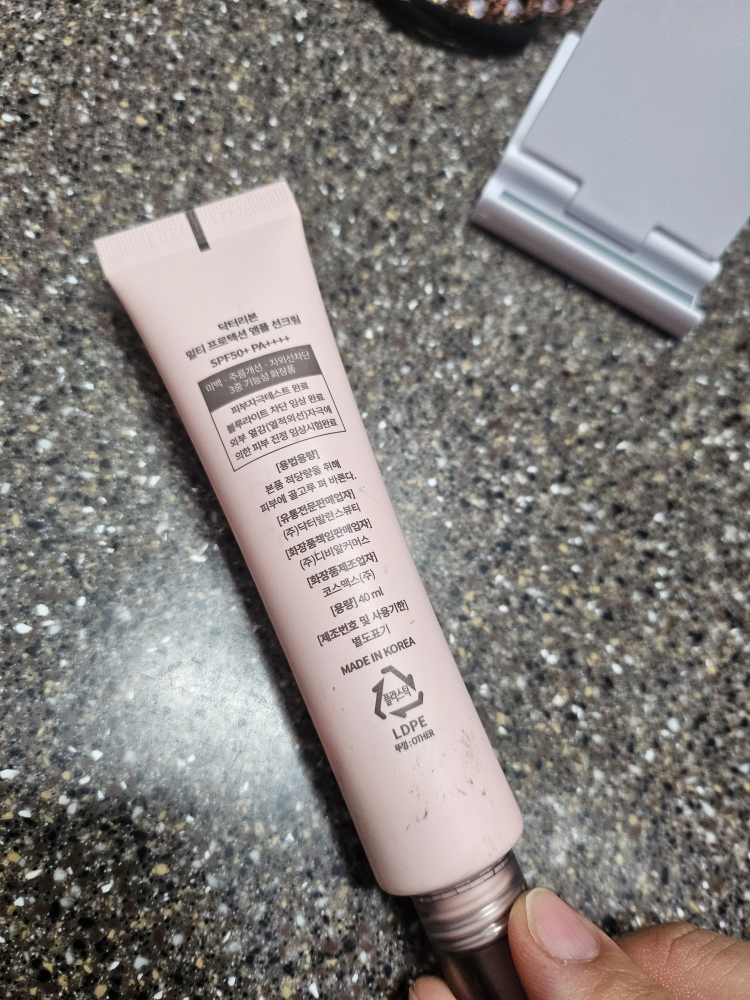 닥터리본
멀티 프로텍션 앰플 선크림
SPF50+ PA++++
미백 · 주름개선 · 자외선차단
3중 기능성 화장품
피부자극테스트 완료
블루라이트 차단 임상 완료
외부 열감(열적외선)자극에
의한 피부 진정 임상시험완료
[용법용량]
본품 적당량을 취해
피부에 골고루 펴 바른다.
[유통전문판매업자]
(주)닥터발란스뷰티
[화장품책임판매업자]
(주)디비알커머스
[화장품제조업자]
코스맥스(주)
[용량] 40 ml
[제조번호 및 사용기한]
별도표기
MADE IN KOREA
플라스틱
LDPE
뚜껑 : OTHER